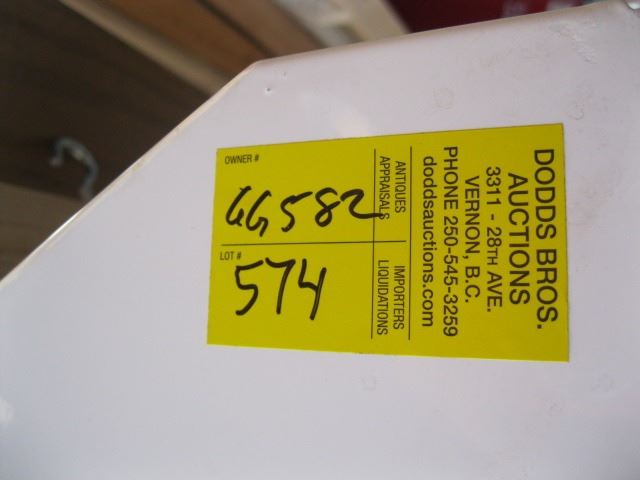 DODDS BROS.
AUCTIONS
3311 - 28TH AVE.
VERNON, B.C.
PHONE 250-545-3259
doddsauctions.com
ANTIQUES
APPRAISALS
IMPORTERS
LIQUIDATIONS
OWNER #
GG582
LOT #
574